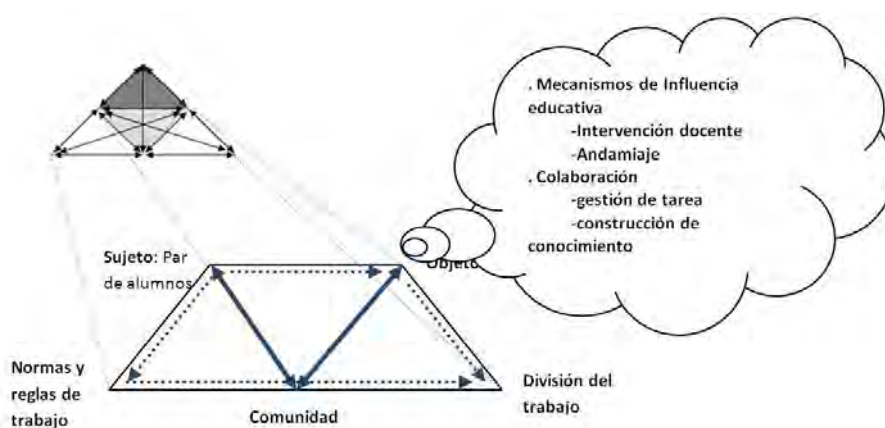 . Mecanismos de Influencia
educativa
-Intervención docente
-Andamiaje
. Colaboración
-gestión de tarea
-construcción de
conocimiento
Sujeto: Par
de alumnos
Objeto
Normas y
reglas de
trabajo
Comunidad
División del
trabajo